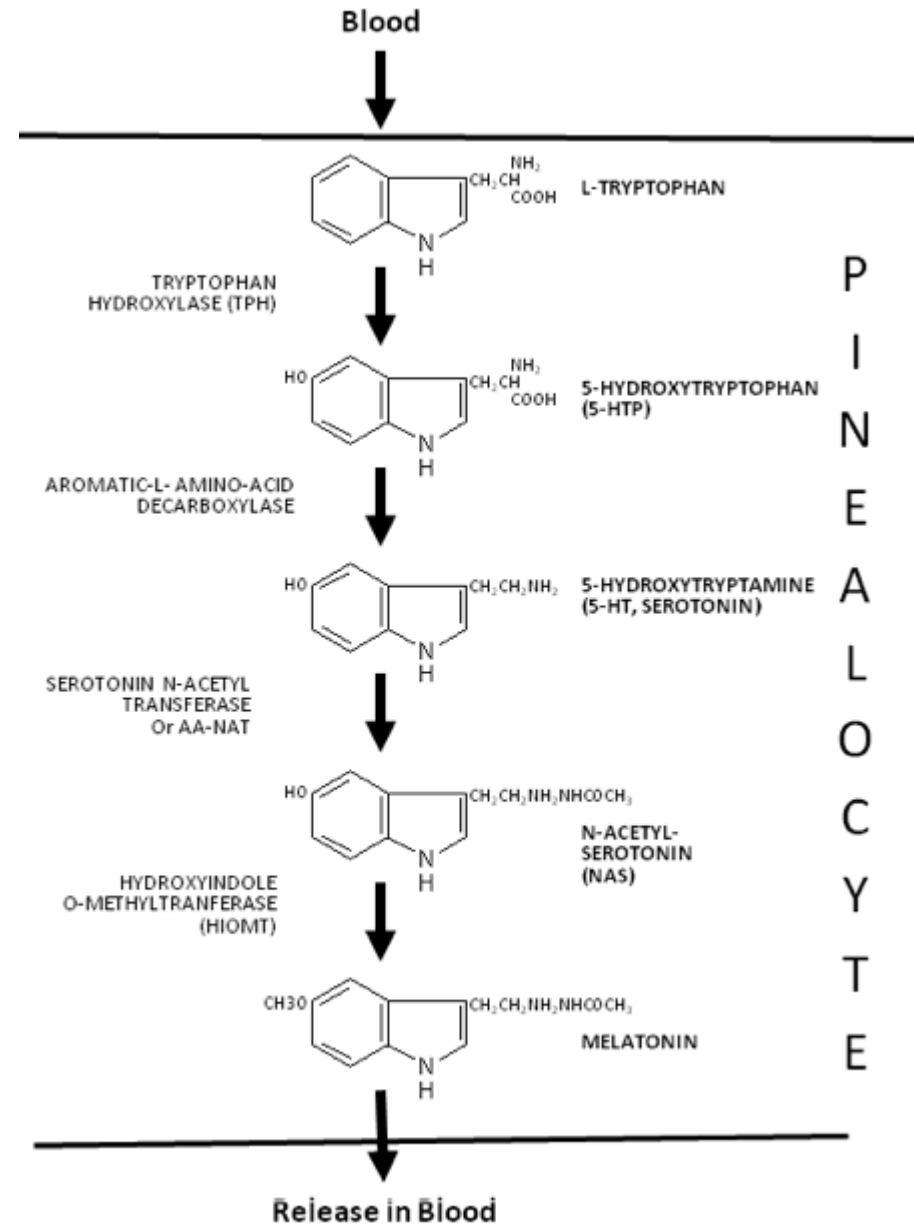 Blood
NH₂
CH₂CH
COOH
L-TRYPTOPHAN
N
H
TRYPTOPHAN
HYDROXYLASE (TPH)
HO
NH₂
CH₂CH
COOH
5-HYDROXYTRYPTOPHAN
(5-HTP)
N
H
AROMATIC-L- AMINO-ACID
DECARBOXYLASE
HO
CH₂CH₂NH₂
5-HYDROXYTRYPTAMINE
(5-HT, SEROTONIN)
N
H
SEROTONIN N-ACETYL
TRANSFERASE
Or AA-NAT
HO
CH₂CH₂NH₂NHCOCH₃
N-ACETYL-
SEROTONIN
(NAS)
N
H
HYDROXYINDOLE
O-METHYLTRANFERASE
(HIOMT)
CH3O
CH₂CH₂NH₂NHCOCH₃
MELATONIN
N
H
P
I
N
E
A
L
O
C
Y
T
E
Release in Blood